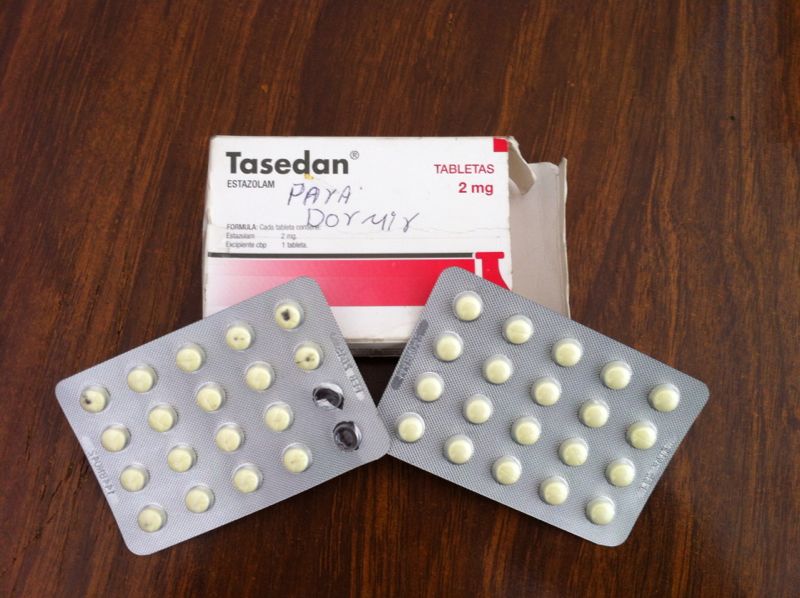 Tasedan®
ESTAZOLAM
TABLETAS
2 mg
PARA
DORMIR
FORMULA: Cada tableta contiene:
Estazolam 2 mg.
Excipiente cbp 1 tableta.